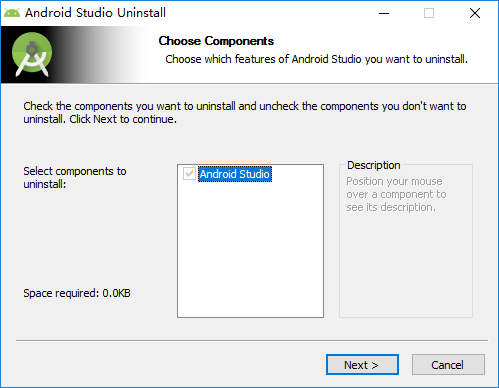 Android Studio Uninstall
Choose Components
Choose which features of Android Studio you want to uninstall.
Check the components you want to uninstall and uncheck the components you don't want to
uninstall. Click Next to continue.
Select components to
uninstall:
Android Studio
Description
Position your mouse
over a component to
see its description.
Space required: 0.0KB
Next >
Cancel